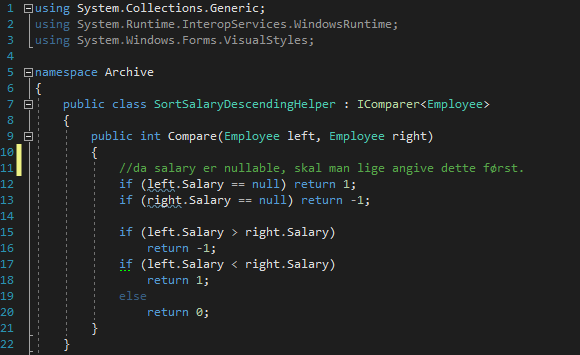 1 using System.Collections.Generic;
2 using System.Runtime.InteropServices.WindowsRuntime;
3 using System.Windows.Forms.VisualStyles;
4
5 namespace Archive
6 {
7 public class SortSalaryDescendingHelper : IComparer<Employee>
8 {
9 public int Compare(Employee left, Employee right)
10 {
11 //da salary er nullable, skal man lige angive dette først.
12 if (left.Salary == null) return 1;
13 if (right.Salary == null) return -1;
14
15 if (left.Salary > right.Salary)
16 return -1;
17 if (left.Salary < right.Salary)
18 return 1;
19 else
20 return 0;
21 }
22 }